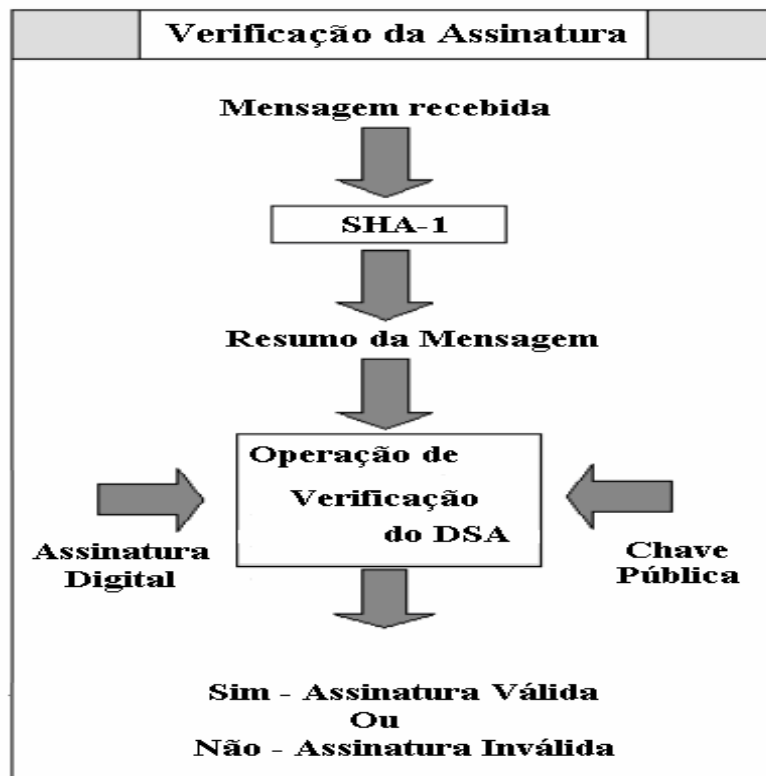 Verificação da Assinatura
Mensagem recebida
SHA-1
Resumo da Mensagem
Operação de
Verificação
do DSA
Assinatura
Digital
Chave
Pública
Sim - Assinatura Válida
Ou
Não - Assinatura Inválida